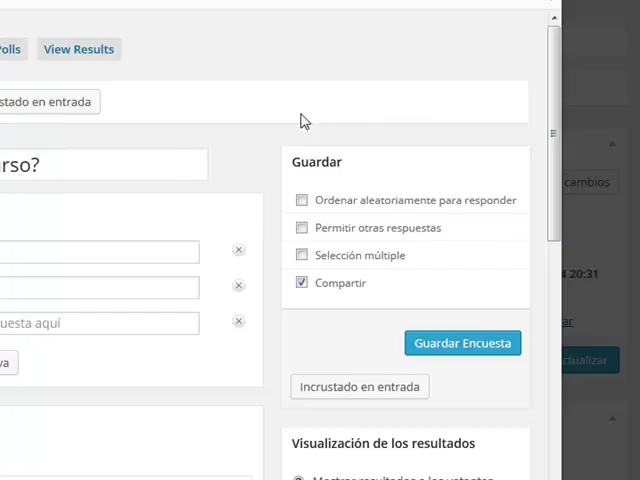 Polls View Results
stado en entrada
urso?
Guardar
cambios
Ordenar aleatoriamente para responder
Permitir otras respuestas
Selección múltiple
4 20:31
Compartir
uesta aquí
ar
Guardar Encuesta
va
ctualizar
Incrustado en entrada
Visualización de los resultados
Mostrar resultados a los votantes